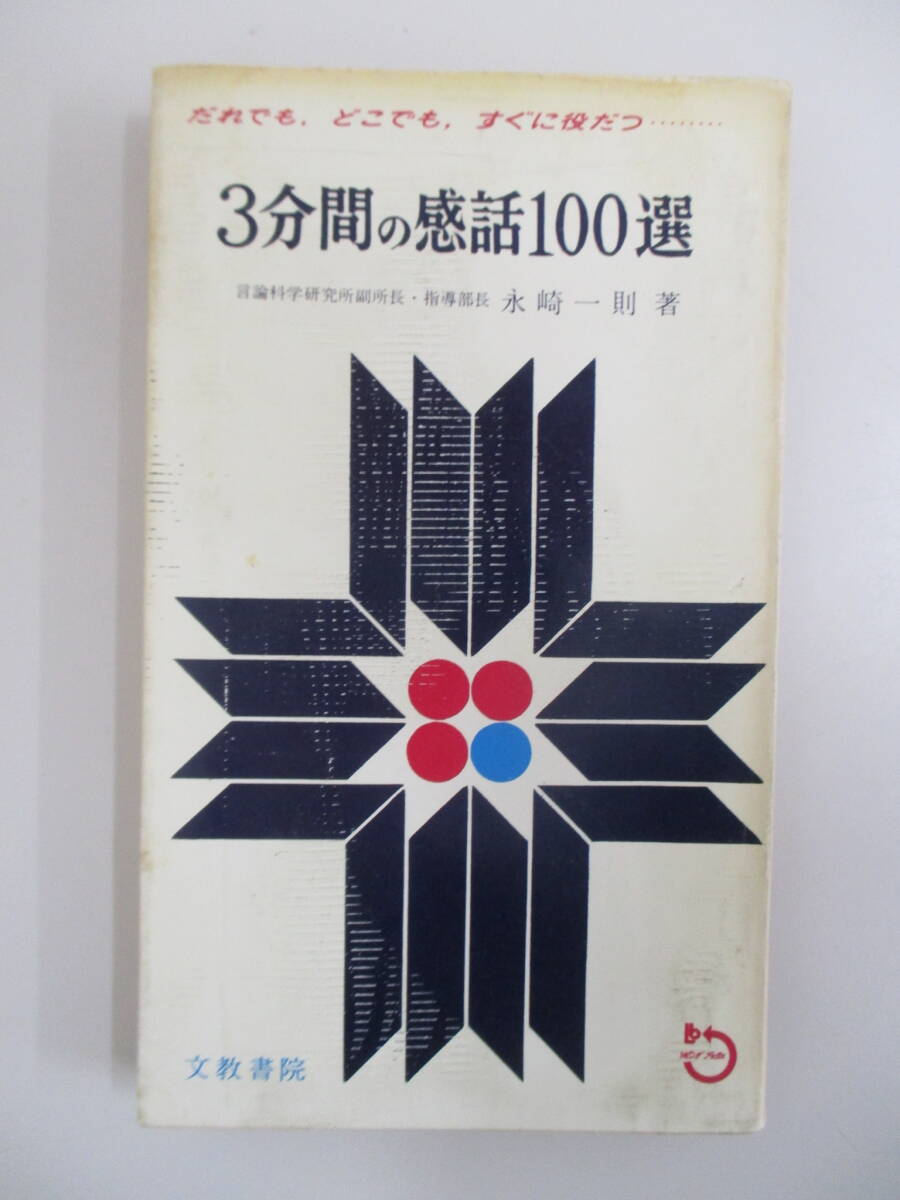 だれでも，どこでも，すぐに役だつ………
3分間の感話100選
言論科学研究所副所長・指導部長 永崎一則 著
文教書院